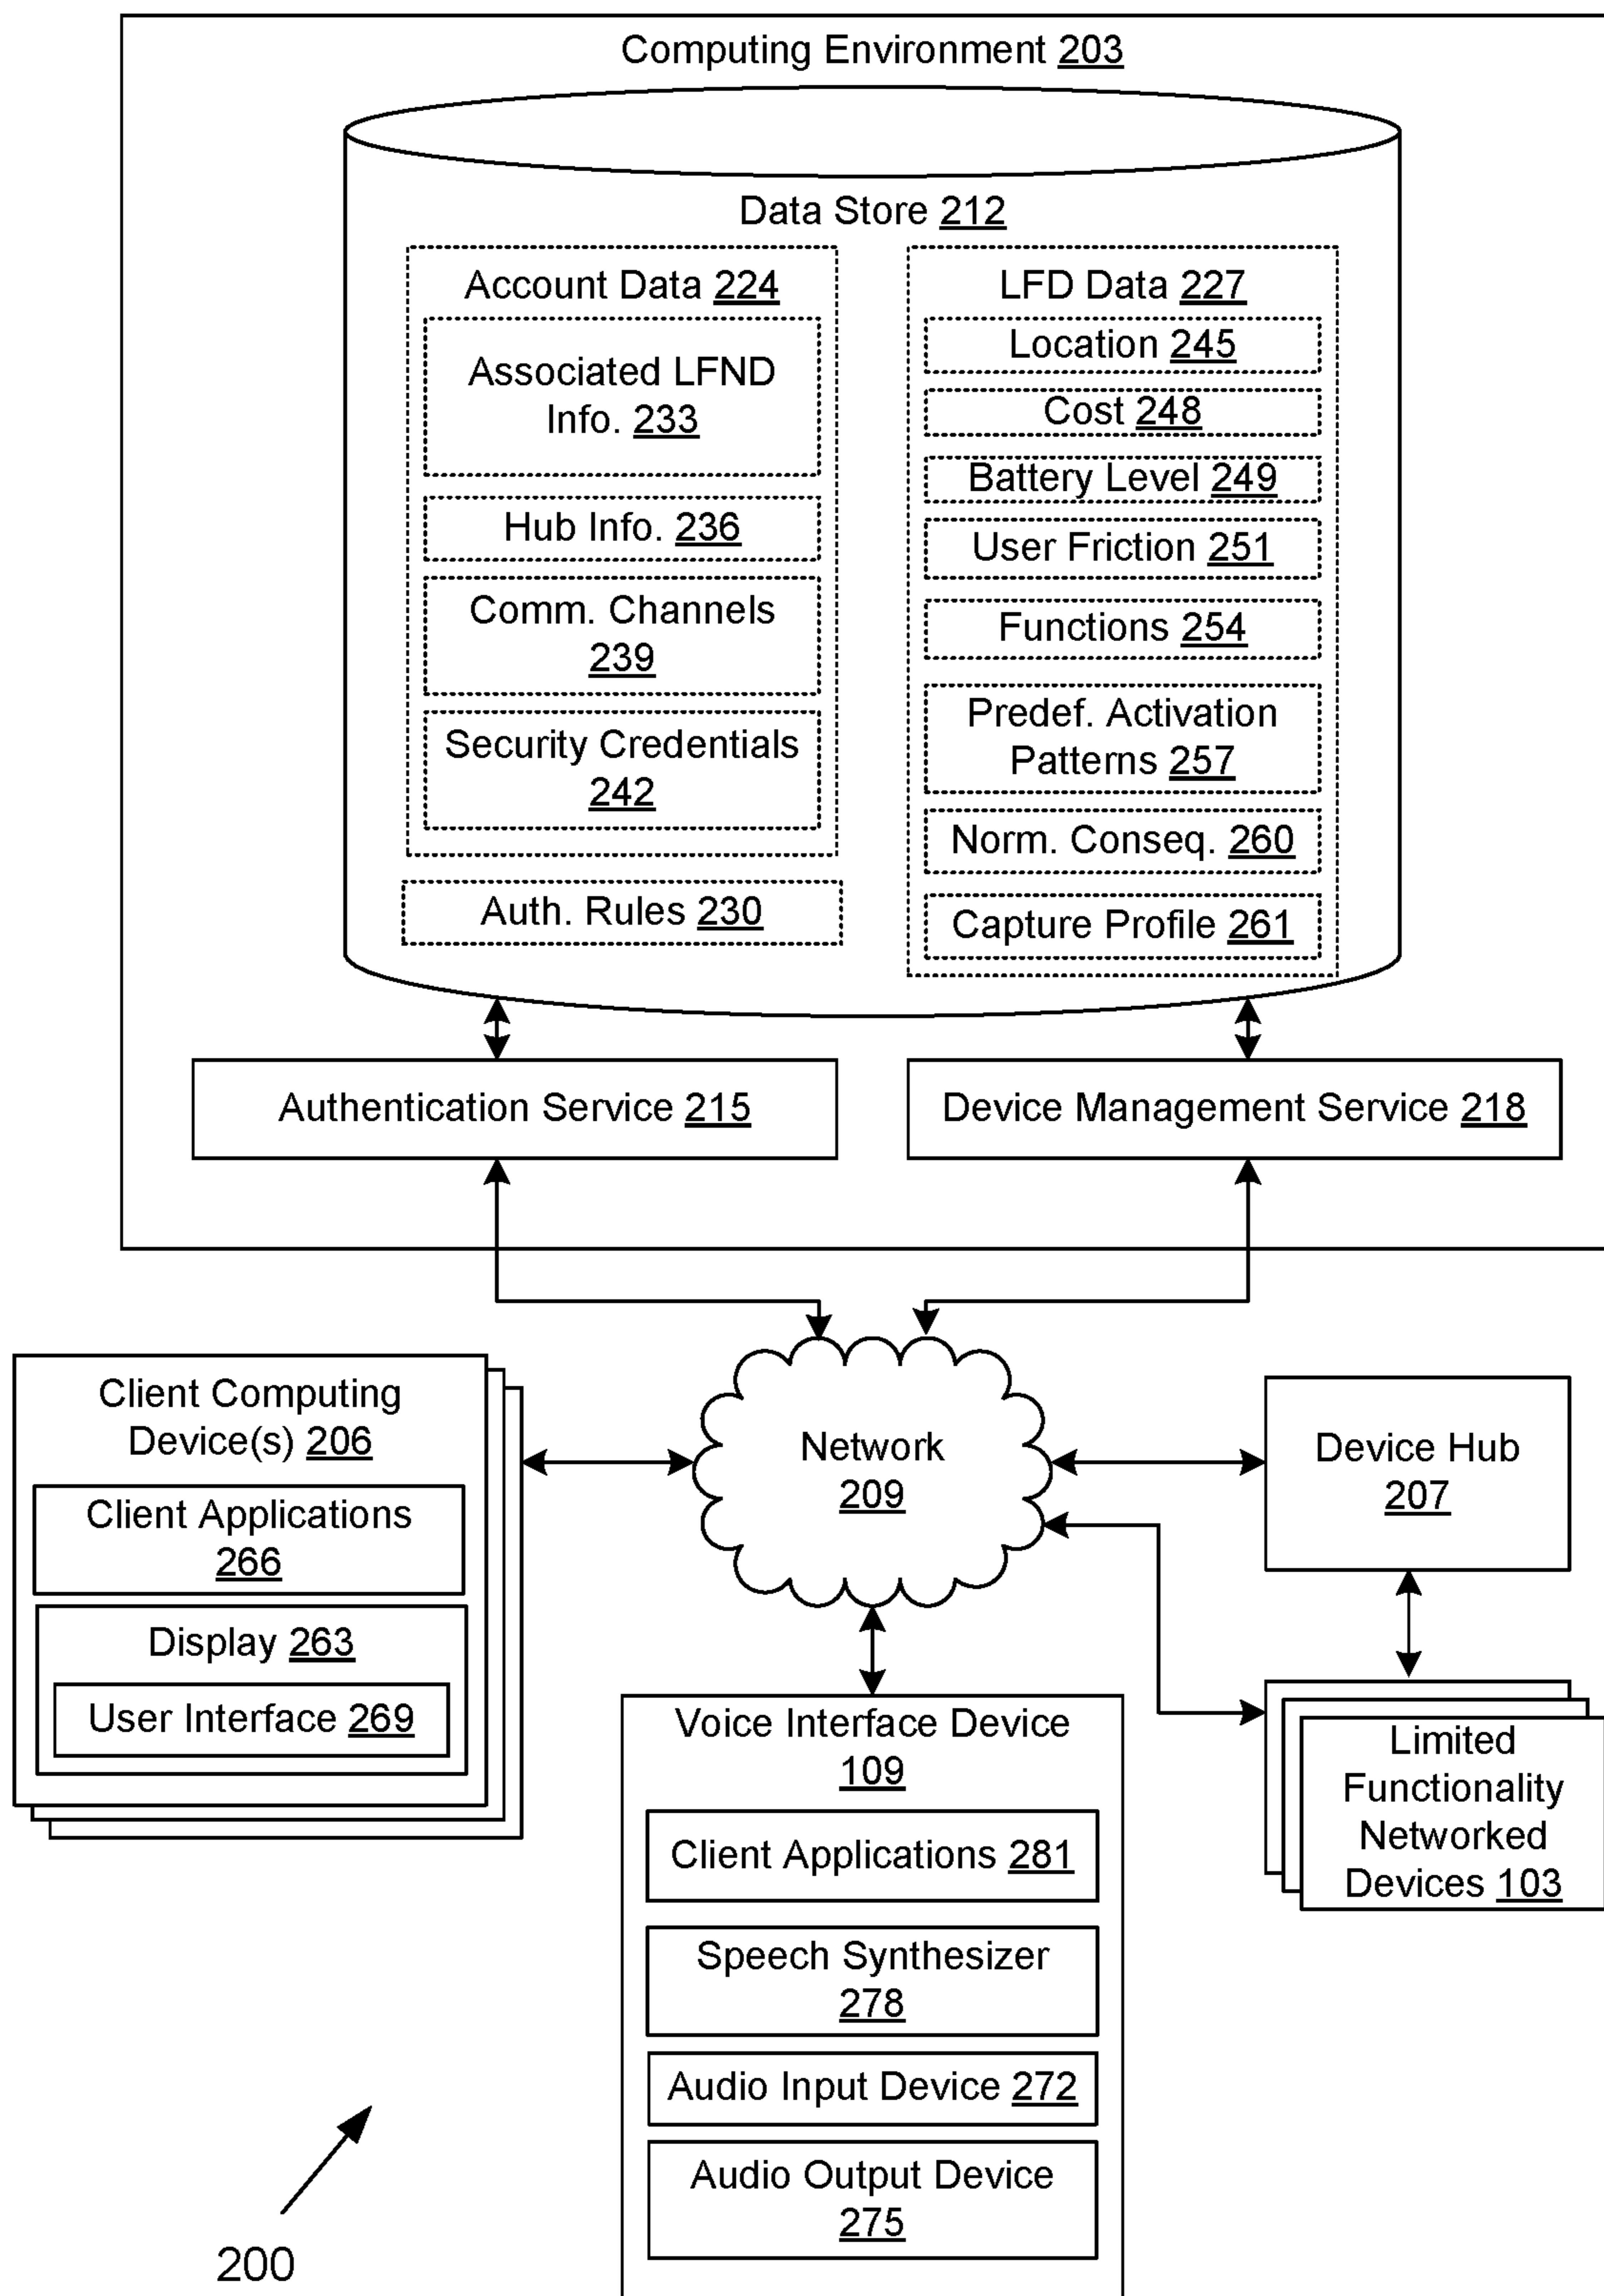 Computing Environment 203
Data Store 212
Account Data 224
Associated LFND
Info. 233
Hub Info. 236
Comm. Channels
239
Security Credentials
242
Auth. Rules 230
LFD Data 227
Location 245
Cost 248
Battery Level 249
User Friction 251
Functions 254
Predef. Activation
Patterns 257
Norm. Conseq. 260
Capture Profile 261
Authentication Service 215
Device Management Service 218
Client Computing
Device(s) 206
Client Applications
266
Display 263
User Interface 269
Network
209
Device Hub
207
Limited
Functionality
Networked
Devices 103
Voice Interface Device
109
Client Applications 281
Speech Synthesizer
278
Audio Input Device 272
Audio Output Device
275
200